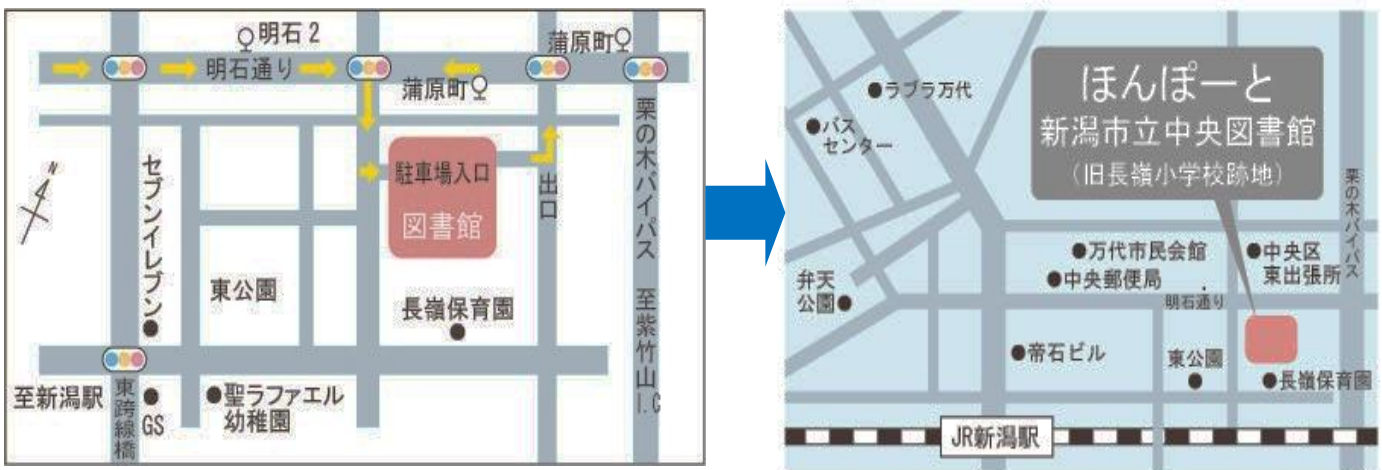 明石2
蒲原町
明石通り
蒲原町
N
セブンイレブン
駐車場入口
図書館
出口
栗の木バイパス
至紫竹山I.C
東公園
長嶺保育園
至新潟駅
東跨線橋
GS
聖ラファエル
幼稚園
ほんぽーと
新潟市立中央図書館
(旧長嶺小学校跡地)
ラブラ万代
バス
センター
栗の木バイパス
万代市民会館
中央郵便局
中央区
東出張所
弁天
公園
明石通り
帝石ビル
東公園
長嶺保育園
JR新潟駅